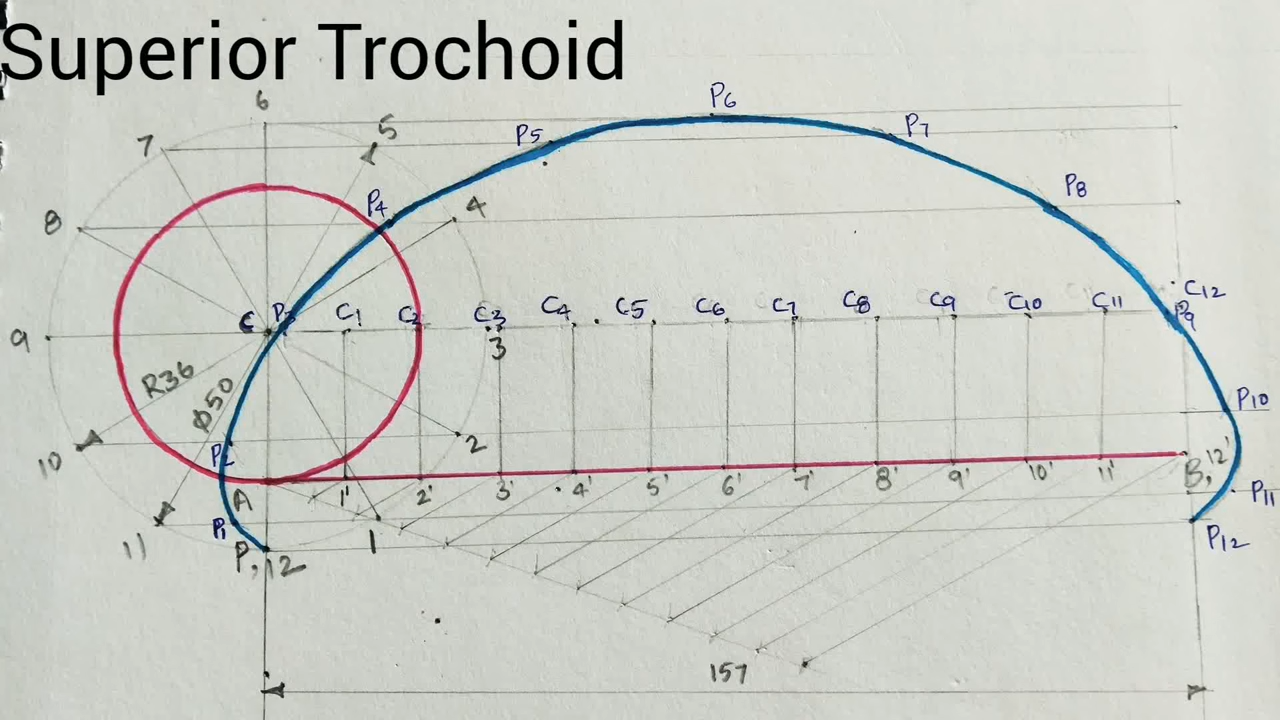 Superior Trochoid
6
P6
7
5
P5
P7
8
P4
4
P8
C
P3
C1
C2
C3
C4
C5
C6
C7
C8
C9
C10
C11
C12
9
3
P9
R36
Φ50
P10
10
P2
2
A
1'
2'
3'
4'
5'
6'
7'
8'
9'
10'
11'
B,12'
P11
11
P1
1
P,12
P12
157